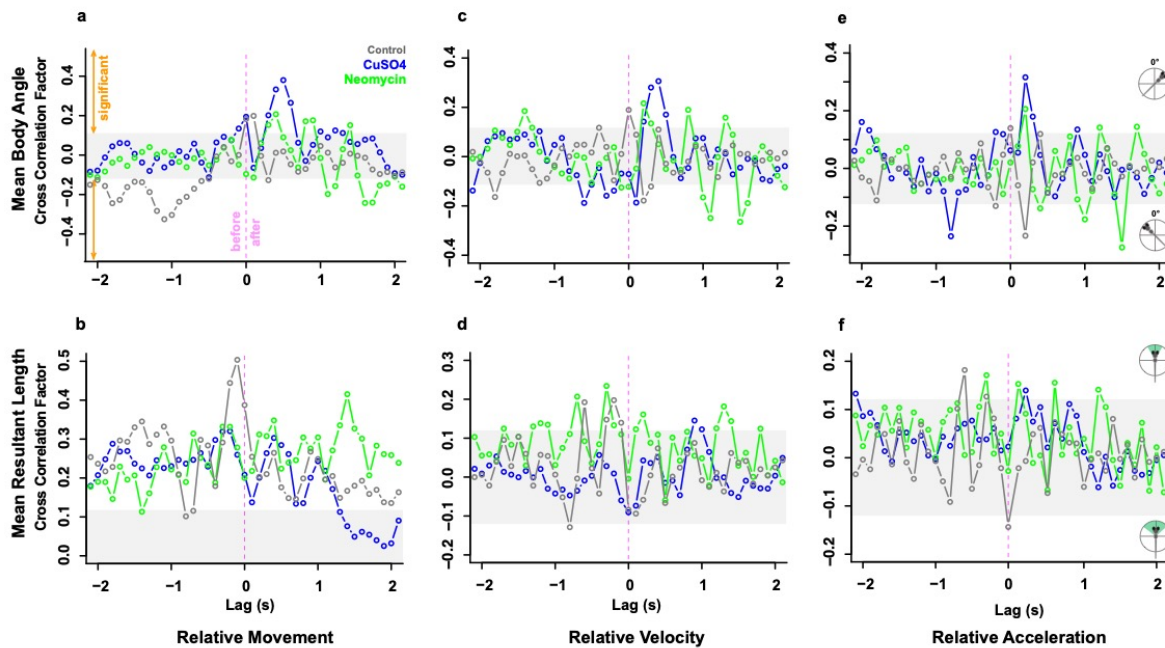 a
Mean Body Angle
Cross Correlation Factor
0.4
0.2
0.0
−0.2
−0.4
significant
Control
CuSO4
Neomycin
before
after
−2 −1 0 1 2
c
0.4
0.2
0.0
−0.2
−0.4
−2 −1 0 1 2
e
0.4
0.2
0.0
−0.2
0°
0°
−2 −1 0 1 2
b
Mean Resultant Length
Cross Correlation Factor
0.5
0.4
0.3
0.2
0.1
0.0
−2 −1 0 1 2
Lag (s)
Relative Movement
d
0.3
0.2
0.1
0.0
−0.1
−0.2
−2 −1 0 1 2
Lag (s)
Relative Velocity
f
0.2
0.1
0.0
−0.1
−0.2
−2 −1 0 1 2
Lag (s)
Relative Acceleration